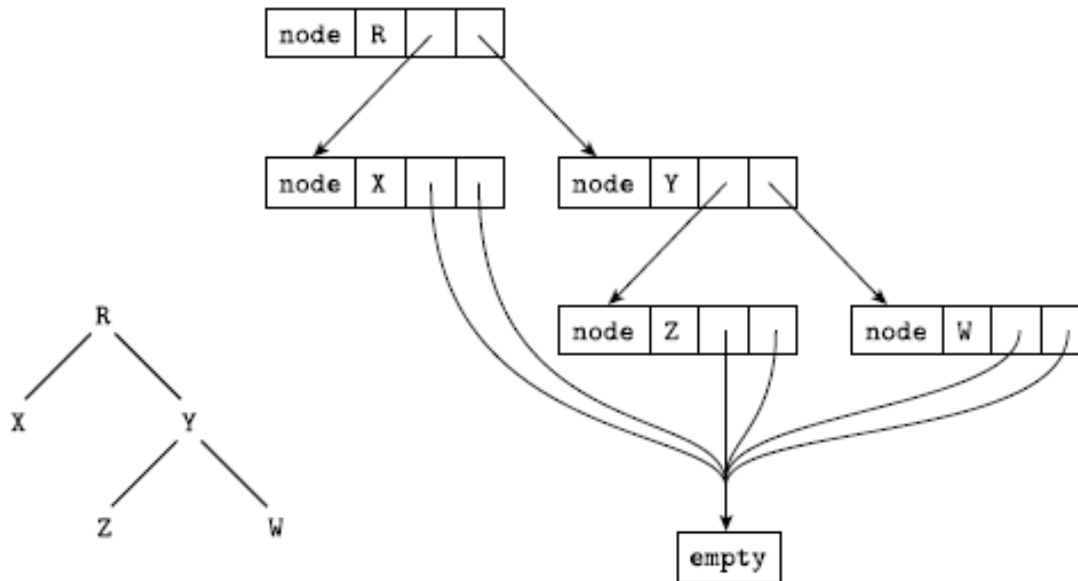 node R
node X node Y
R node Z node W
X Y
Z W
empty